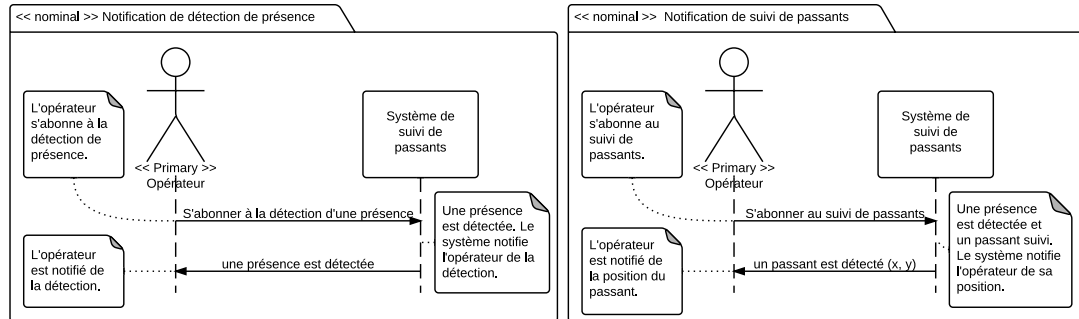 << nominal >> Notification de détection de présence
L'opérateur
s'abonne à la
détection de
présence.
Système de
suivi de
passants
<< Primary >>
Opérateur
S'abonner à la détection d'une présence
Une présence
est détectée. Le
système notifie
l'opérateur de la
détection.
L'opérateur
est notifié de
la détection.
une présence est détectée
<< nominal >> Notification de suivi de passants
L'opérateur
s'abonne au
suivi de
passants.
Système de
suivi de
passants
<< Primary >>
Opérateur
S'abonner au suivi de passants
Une présence
est détectée et
un passant suivi.
Le système notifie
l'opérateur de sa
position.
L'opérateur
est notifié de
la position du
passant.
un passant est détecté (x, y)